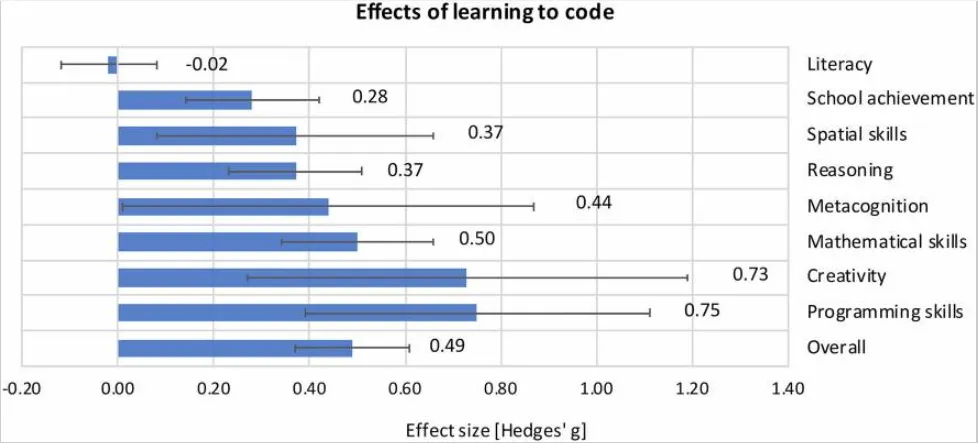 Effects of learning to code
-0.02 Literacy
0.28 School achievement
0.37 Spatial skills
0.37 Reasoning
0.44 Metacognition
0.50 Mathematical skills
0.73 Creativity
0.75 Programming skills
0.49 Overall
-0.20 0.00 0.20 0.40 0.60 0.80 1.00 1.20 1.40
Effect size [Hedges' g]